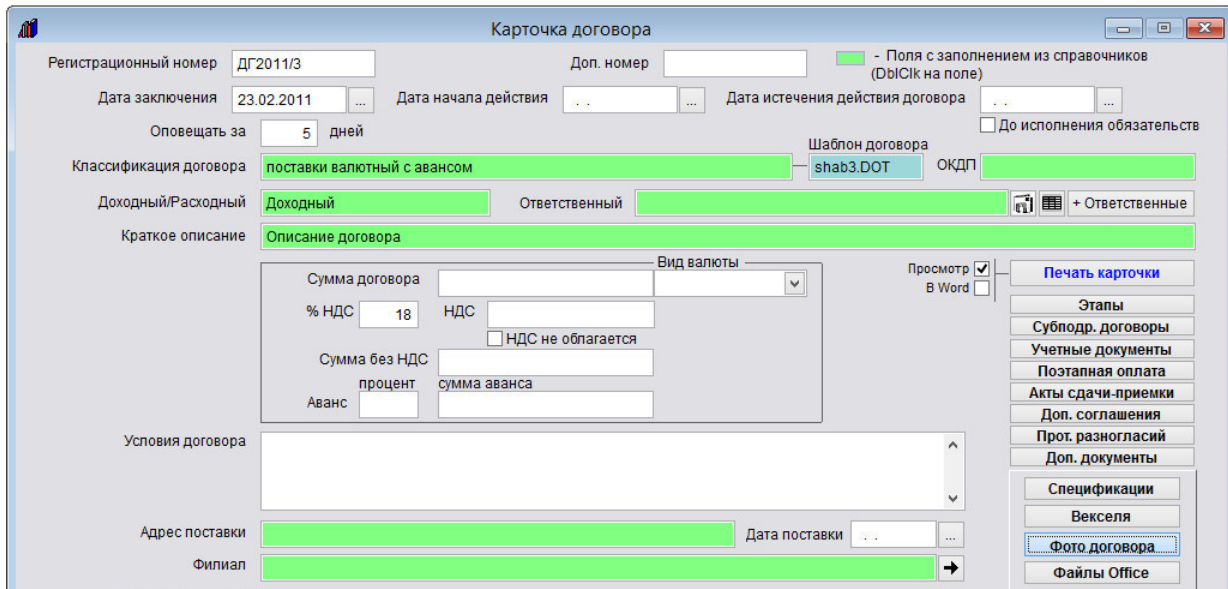 Карточка договора
Регистрационный номер ДГ2011/3 Доп. номер - Поля с заполнением из справочников
(DblClk на поле)
Дата заключения 23.02.2011 ... Дата начала действия . . ... Дата истечения действия договора . . ...
Оповещать за 5 дней До исполнения обязательств
Шаблон договора
Классификация договора поставки валютный с авансом shab3.DOT ОКДП
Доходный/Расходный Доходный Ответственный + Ответственные
Краткое описание Описание договора
Вид валюты
Сумма договора Просмотр Печать карточки
В Word
% НДС 18 НДС Этапы
НДС не облагается Субподр. договоры
Сумма без НДС Учетные документы
Поэтапная оплата
процент сумма аванса
Аванс Акты сдачи-приемки
Доп. соглашения
Условия договора Прот. разногласий
Доп. документы
Спецификации
Векселя
Адрес поставки Дата поставки . . ... Фото договора
Филиал Файлы Office